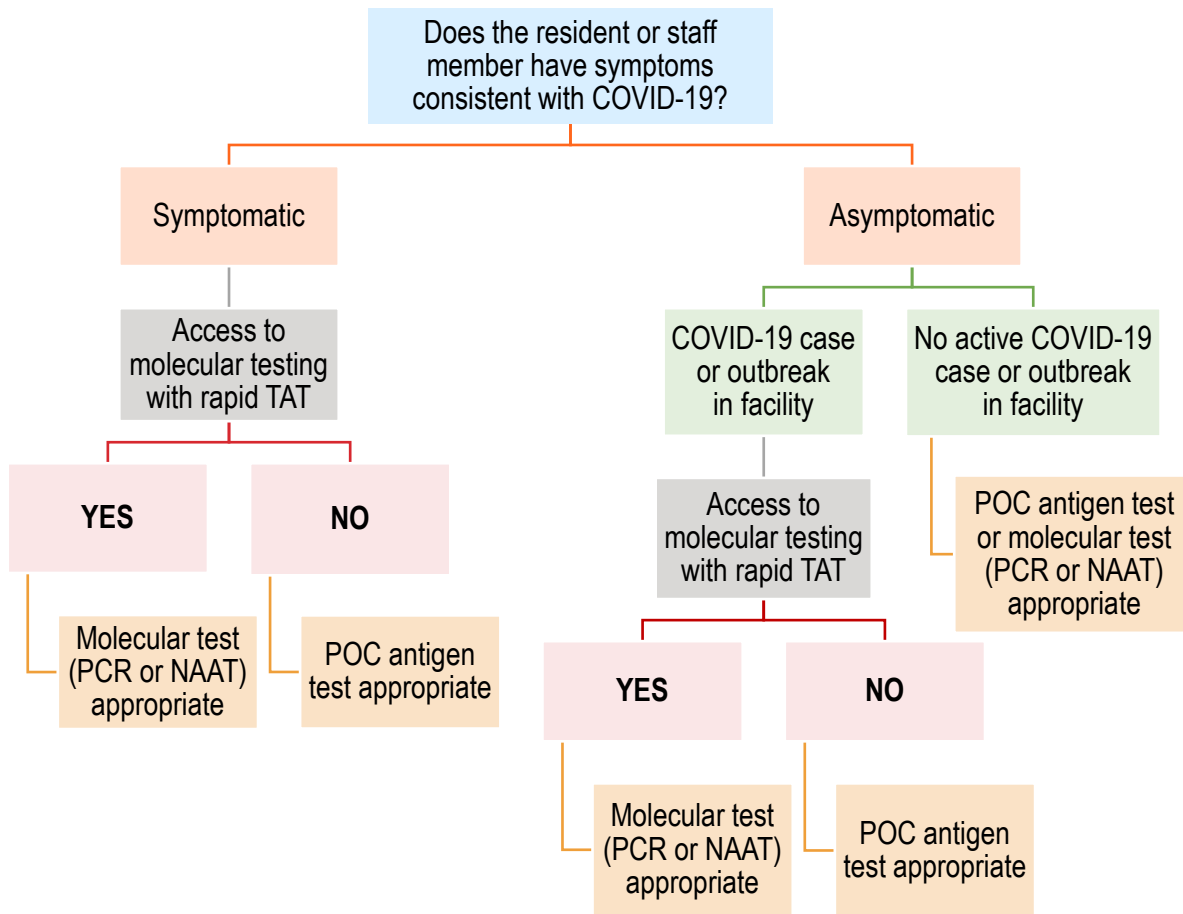 Does the resident or staff
member have symptoms
consistent with COVID-19?
Symptomatic
Access to
molecular testing
with rapid TAT
YES
NO
Molecular test
(PCR or NAAT)
appropriate
POC antigen
test appropriate
Asymptomatic
COVID-19 case
or outbreak
in facility
Access to
molecular testing
with rapid TAT
YES
NO
Molecular test
(PCR or NAAT)
appropriate
POC antigen
test appropriate
No active COVID-19
case or outbreak
in facility
POC antigen test
or molecular test
(PCR or NAAT)
appropriate